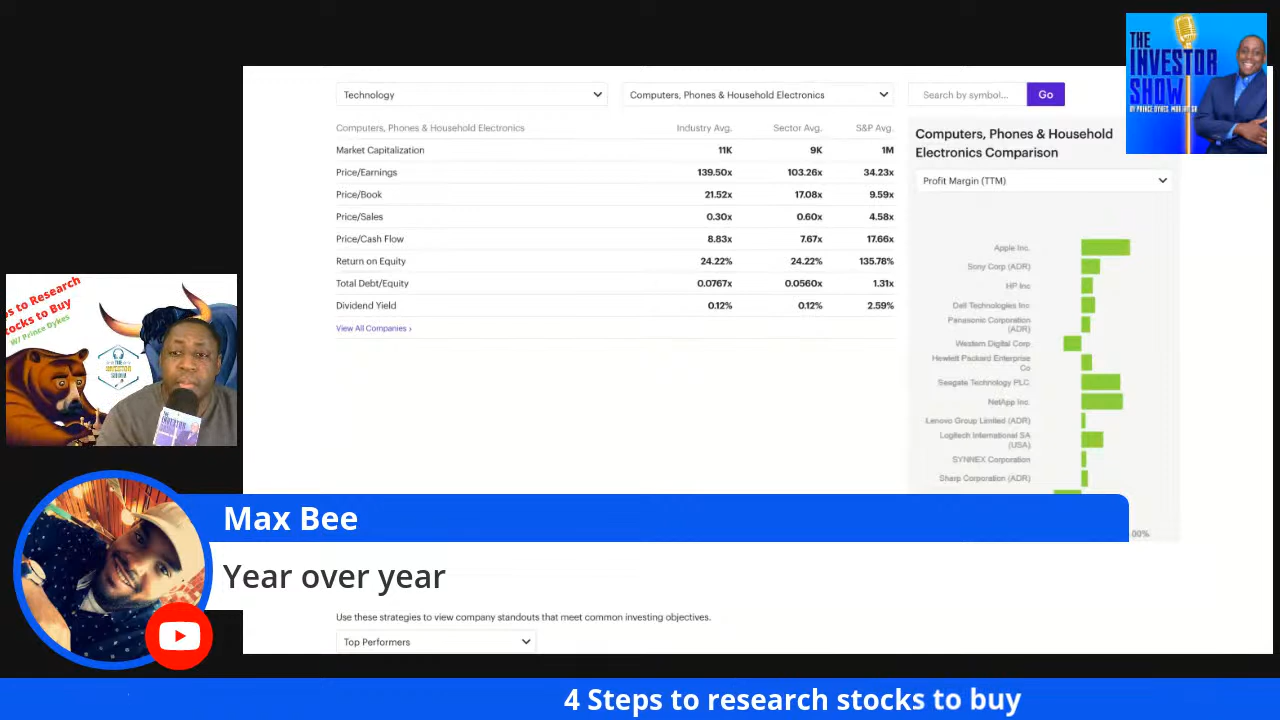 Technology
Computers, Phones & Household Electronics
Search by symbol...
Go
THE
INVESTOR
SHOW
Computers, Phones & Household Electronics
Industry Avg.
Sector Avg.
S&P Avg.
Market Capitalization
11K
9K
1M
Price/Earnings
139.50x
103.26x
34.23x
Price/Book
21.52x
17.08x
9.59x
Price/Sales
0.30x
0.60x
4.58x
Price/Cash Flow
8.83x
7.67x
17.66x
Return on Equity
24.22%
24.22%
135.78%
Total Debt/Equity
0.0767x
0.0560x
1.31x
Dividend Yield
0.12%
0.12%
2.59%
View All Companies ›
Computers, Phones & Household
Electronics Comparison
Profit Margin (TTM)
Apple Inc.
Sony Corp (ADR)
HP Inc
Dell Technologies Inc
Panasonic Corporation
(ADR)
Western Digital Corp
Hewlett Packard Enterprise
Co
Seagate Technology PLC
NetApp Inc.
Lenovo Group Limited (ADR)
Logitech International SA
(USA)
SYNNEX Corporation
Sharp Corporation (ADR)
to Research
tocks to Buy
W/ Prince Dykes
THE
INVESTOR
SHOW
Max Bee
Year over year
Use these strategies to view company standouts that meet common investing objectives.
Top Performers
4 Steps to research stocks to buy